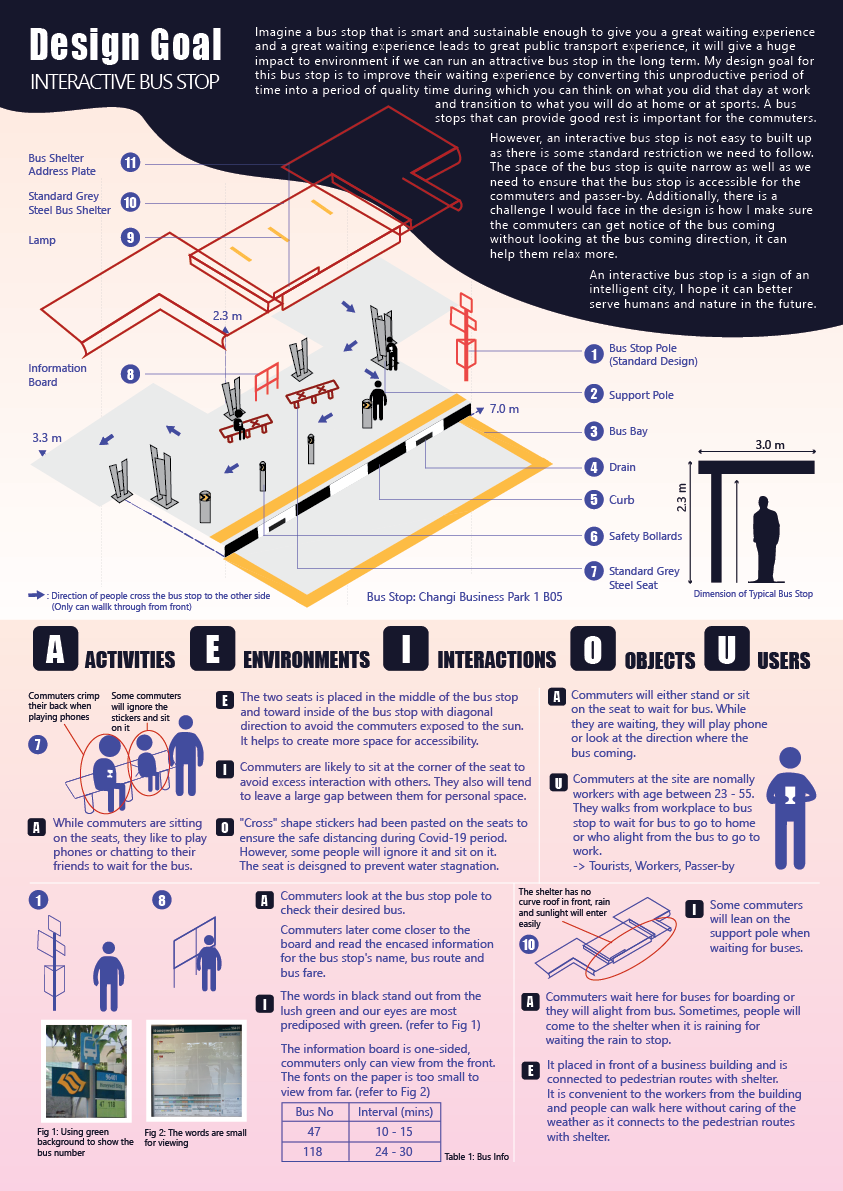 Design Goal
INTERACTIVE BUS STOP
Imagine a bus stop that is smart and sustainable enough to give you a great waiting experience
and a great waiting experience leads to great public transport experience, it will give a huge
impact to environment if we can run an attractive bus stop in the long term. My design goal for
this bus stop is to improve their waiting experience by converting this unproductive period of
time into a period of quality time during which you can think on what you did that day at work
and transition to what you will do at home or at sports. A bus
stops that can provide good rest is important for the commuters.
However, an interactive bus stop is not easy to built up
as there is some standard restriction we need to follow.
The space of the bus stop is quite narrow as well as we
need to ensure that the bus stop is accessible for the
commuters and passer-by. Additionally, there is a
challenge I would face in the design is how I make sure
the commuters can get notice of the bus coming
without looking at the bus coming direction, it can
help them relax more.
An interactive bus stop is a sign of an
intelligent city, I hope it can better
serve humans and nature in the future.
Bus Shelter
Address Plate
11
Standard Grey
Steel Bus Shelter
10
Lamp
9
2.3 m
Information
Board
8
3.3 m
7.0 m
1
Bus Stop Pole
(Standard Design)
2
Support Pole
3
Bus Bay
4
Drain
5
Curb
6
Safety Bollards
7
Standard Grey
Steel Seat
3.0 m
2.3 m
Dimension of Typical Bus Stop
: Direction of people cross the bus stop to the other side
(Only can wallk through from front)
Bus Stop: Changi Business Park 1 B05
A ACTIVITIES
E ENVIRONMENTS
I INTERACTIONS
O OBJECTS
U USERS
Commuters crimp
their back when
playing phones
Some commuters
will ignore the
stickers and sit
on it
7
A
While commuters are sitting
on the seats, they like to play
phones or chatting to their
friends to wait for the bus.
E
The two seats is placed in the middle of the bus stop
and toward inside of the bus stop with diagonal
direction to avoid the commuters exposed to the sun.
It helps to create more space for accessibility.
I
Commuters are likely to sit at the corner of the seat to
avoid excess interaction with others. They also will tend
to leave a large gap between them for personal space.
O
"Cross" shape stickers had been pasted on the seats to
ensure the safe distancing during Covid-19 period.
However, some people will ignore it and sit on it.
The seat is deisgned to prevent water stagnation.
A
Commuters will either stand or sit
on the seat to wait for bus. While
they are waiting, they will play phone
or look at the direction where the
bus coming.
U
Commuters at the site are nomally
workers with age between 23 - 55.
They walks from workplace to bus
stop to wait for bus to go to home
or who alight from the bus to go to
work.
-> Tourists, Workers, Passer-by
1
8
Fig 1: Using green
background to show the
bus number
Fig 2: The words are small
for viewing
A
Commuters look at the bus stop pole to
check their desired bus.
Commuters later come closer to the
board and read the encased information
for the bus stop's name, bus route and
bus fare.
I
The words in black stand out from the
lush green and our eyes are most
prediposed with green. (refer to Fig 1)
The information board is one-sided,
commuters only can view from the front.
The fonts on the paper is too small to
view from far. (refer to Fig 2)
Bus No Interval (mins)
47 10 - 15
118 24 - 30
Table 1: Bus Info
The shelter has no
curve roof in front, rain
and sunlight will enter
easily
10
I
Some commuters
will lean on the
support pole when
waiting for buses.
A
Commuters wait here for buses for boarding or
they will alight from bus. Sometimes, people will
come to the shelter when it is raining for
waiting the rain to stop.
E
It placed in front of a business building and is
connected to pedestrian routes with shelter.
It is convenient to the workers from the building
and people can walk here without caring of the
weather as it connects to the pedestrian routes
with shelter.